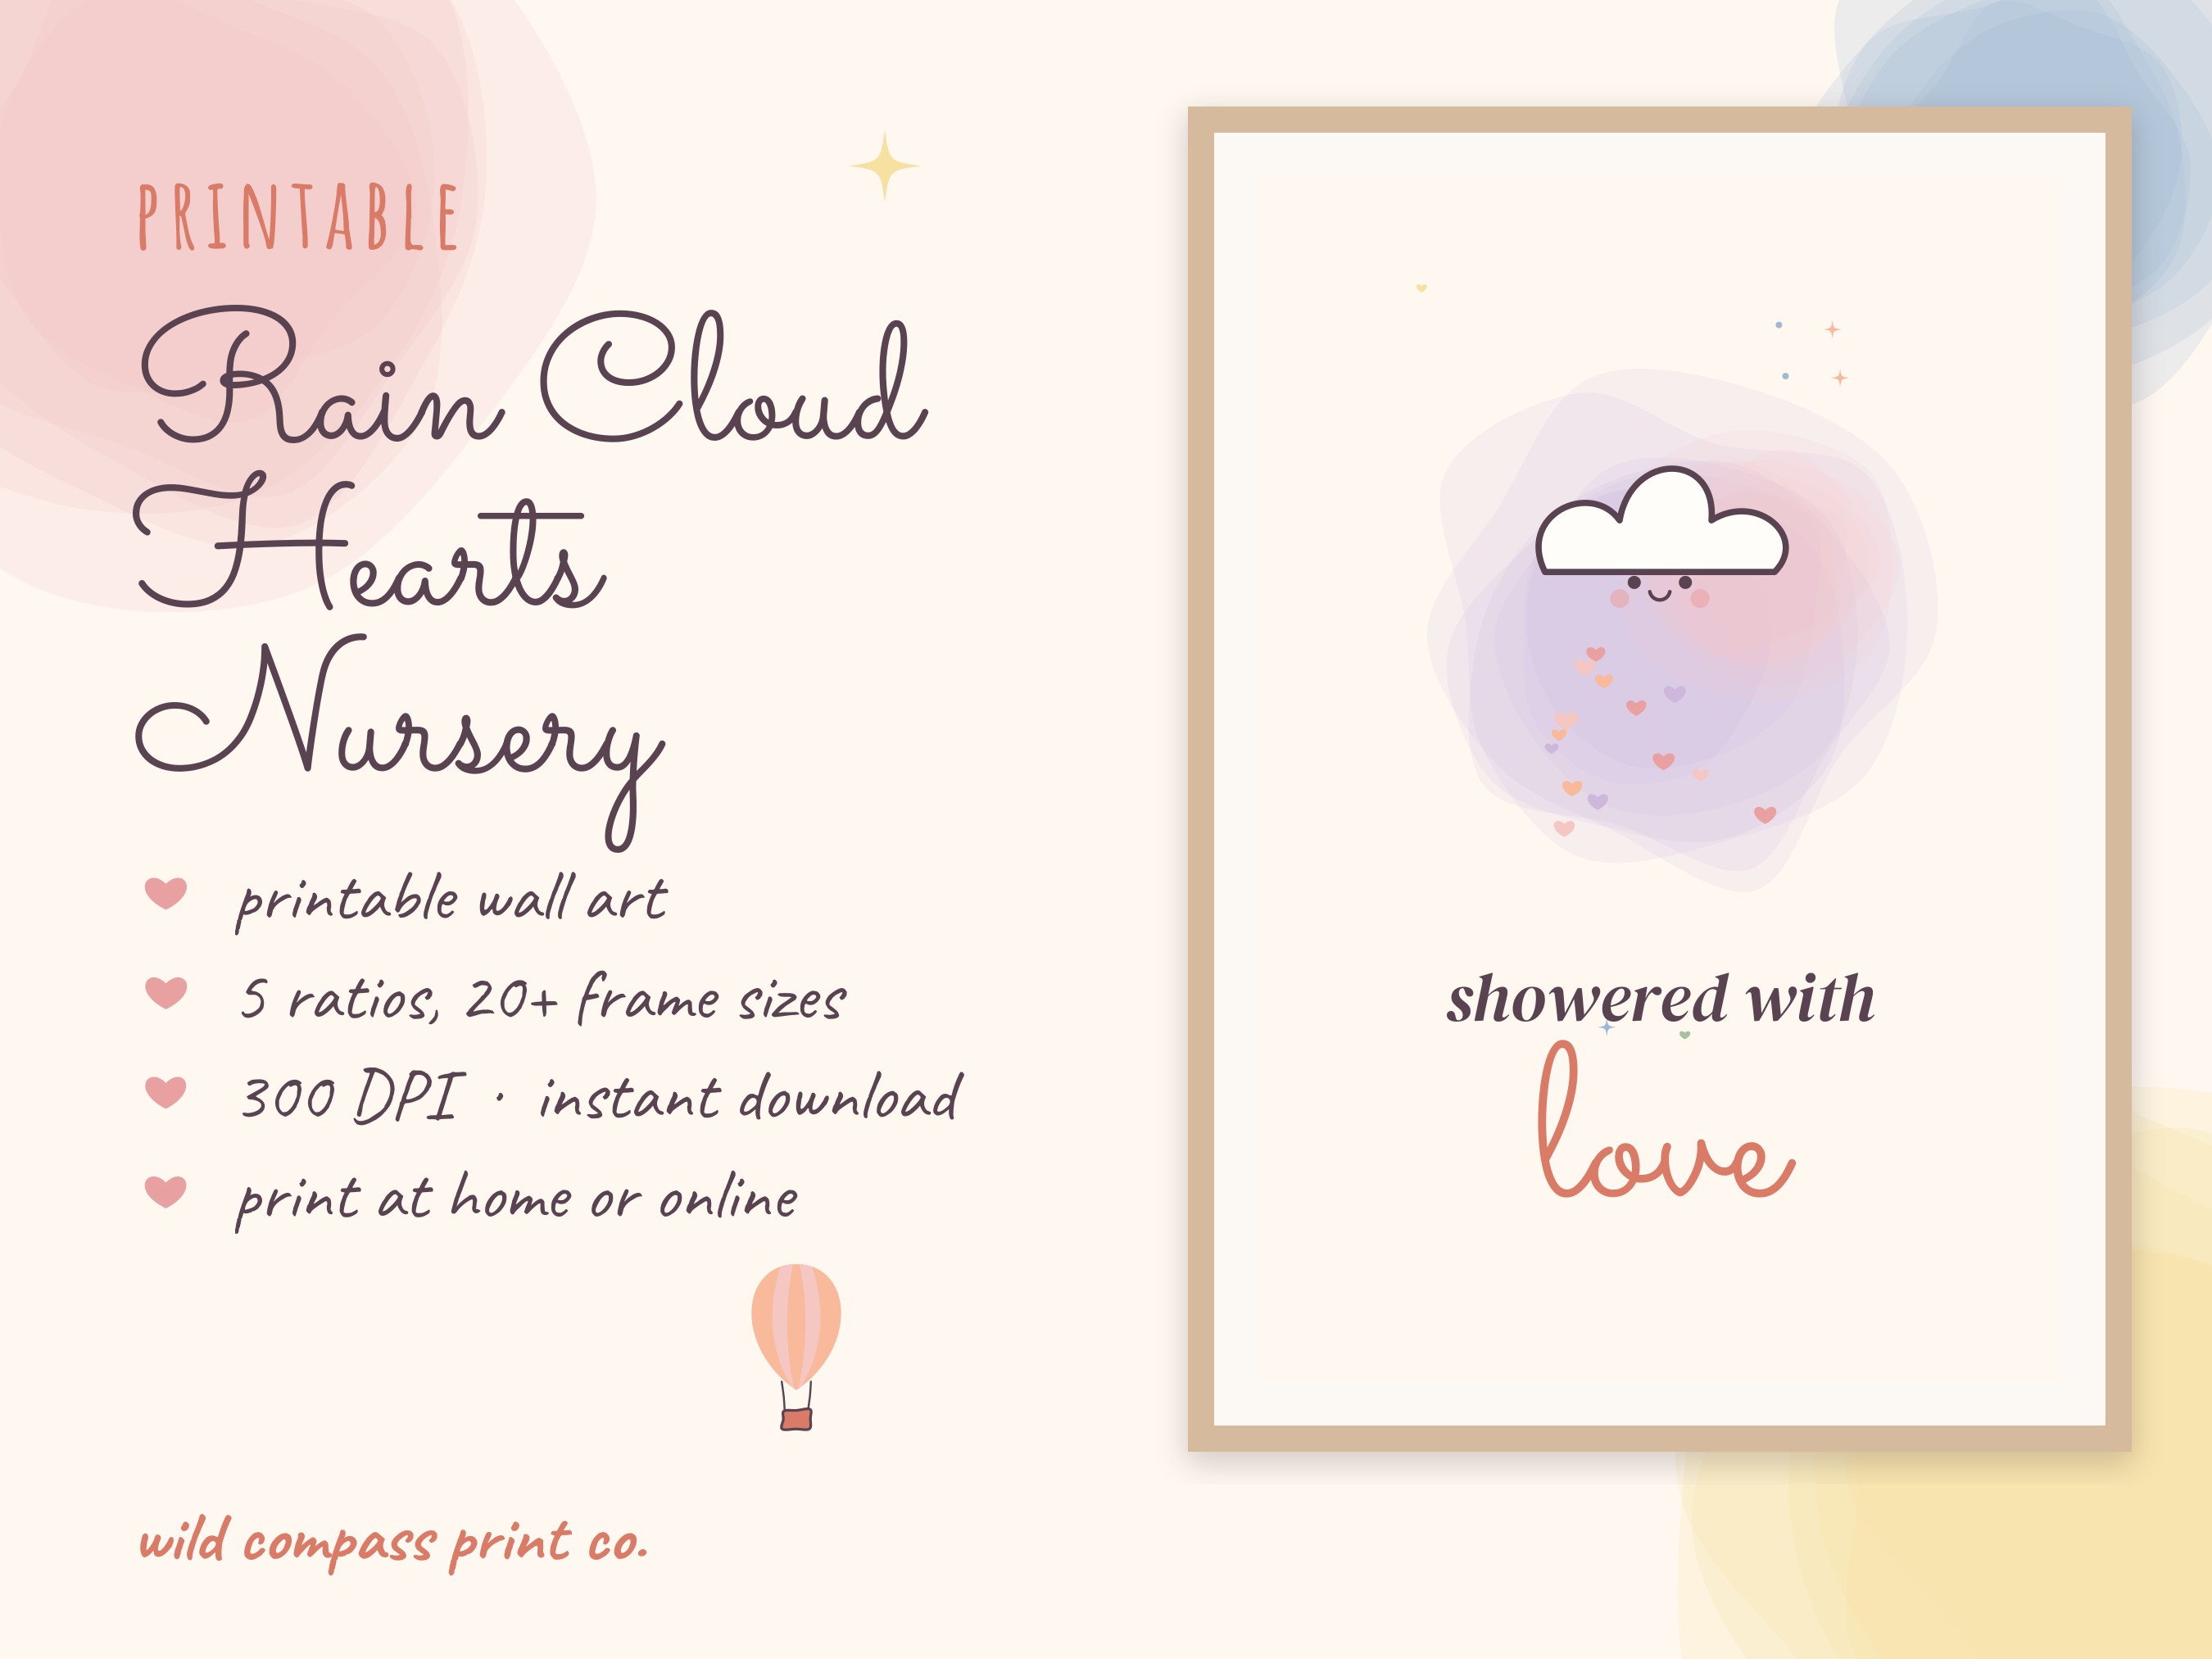 PRINTABLE
Rain Cloud
Hearts
Nursery
printable wall art
5 ratios, 20+ frame sizes
300 DPI · instant download
print at home or online
wild compass print co.
showered with
love